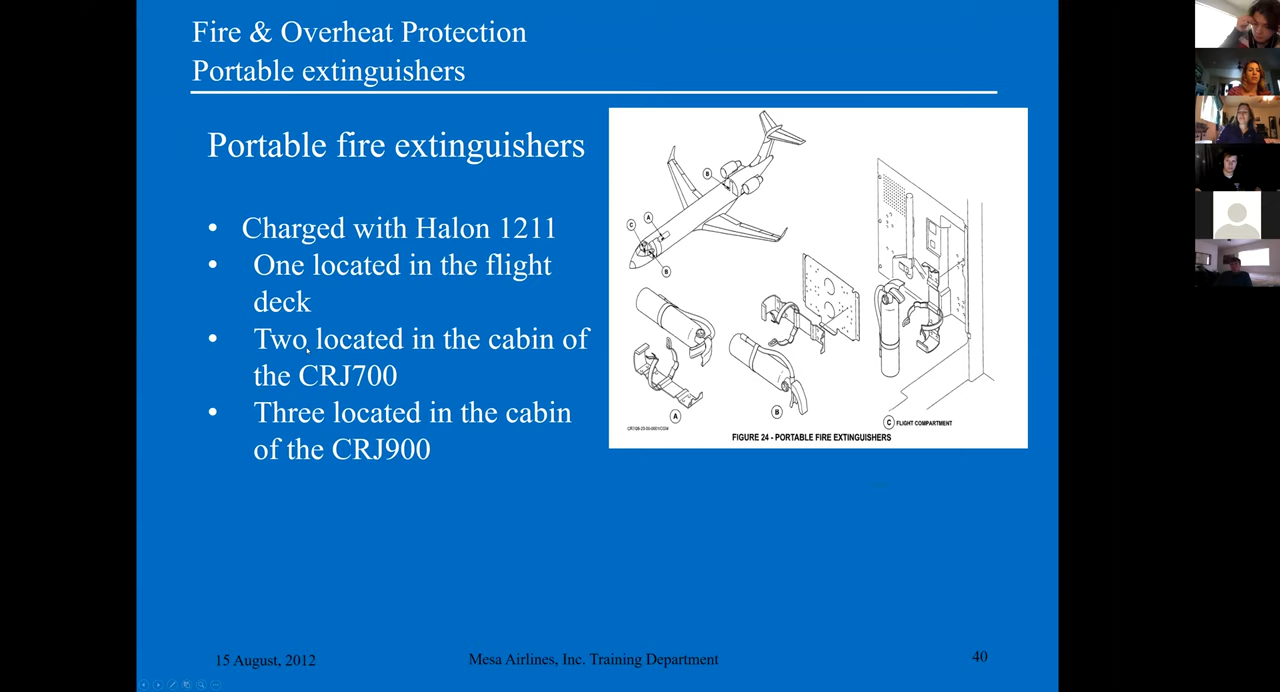 Fire & Overheat Protection
Portable extinguishers
Portable fire extinguishers
• Charged with Halon 1211
• One located in the flight
deck
• Two located in the cabin of
the CRJ700
• Three located in the cabin
of the CRJ900
B
C
A
B
A
B
C FLIGHT COMPARTMENT
FIGURE 24 - PORTABLE FIRE EXTINGUISHERS
15 August, 2012
Mesa Airlines, Inc. Training Department
40